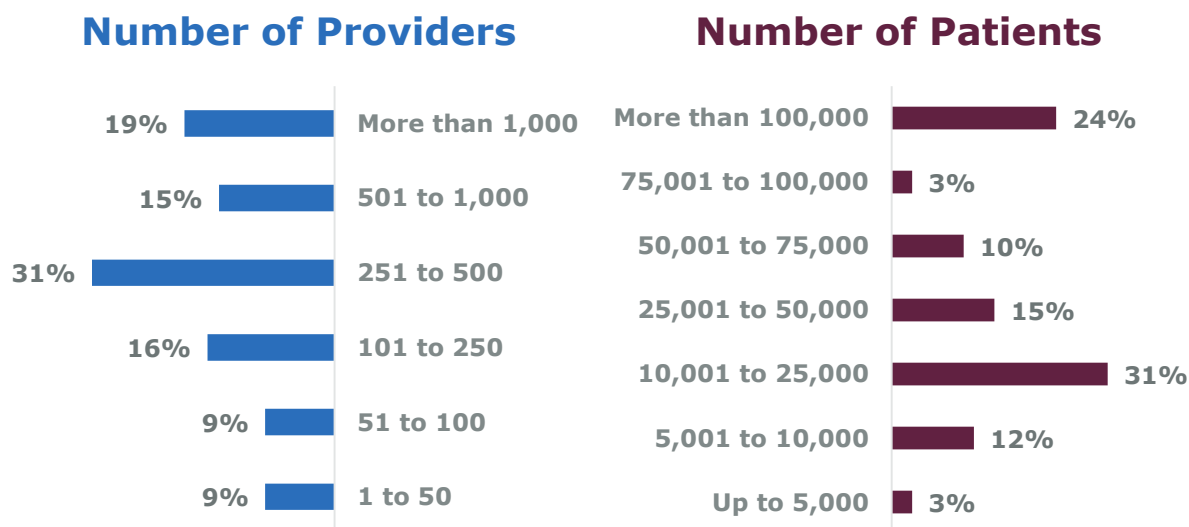 Number of Providers
19% More than 1,000
15% 501 to 1,000
31% 251 to 500
16% 101 to 250
9% 51 to 100
9% 1 to 50
Number of Patients
More than 100,000 24%
75,001 to 100,000 3%
50,001 to 75,000 10%
25,001 to 50,000 15%
10,001 to 25,000 31%
5,001 to 10,000 12%
Up to 5,000 3%